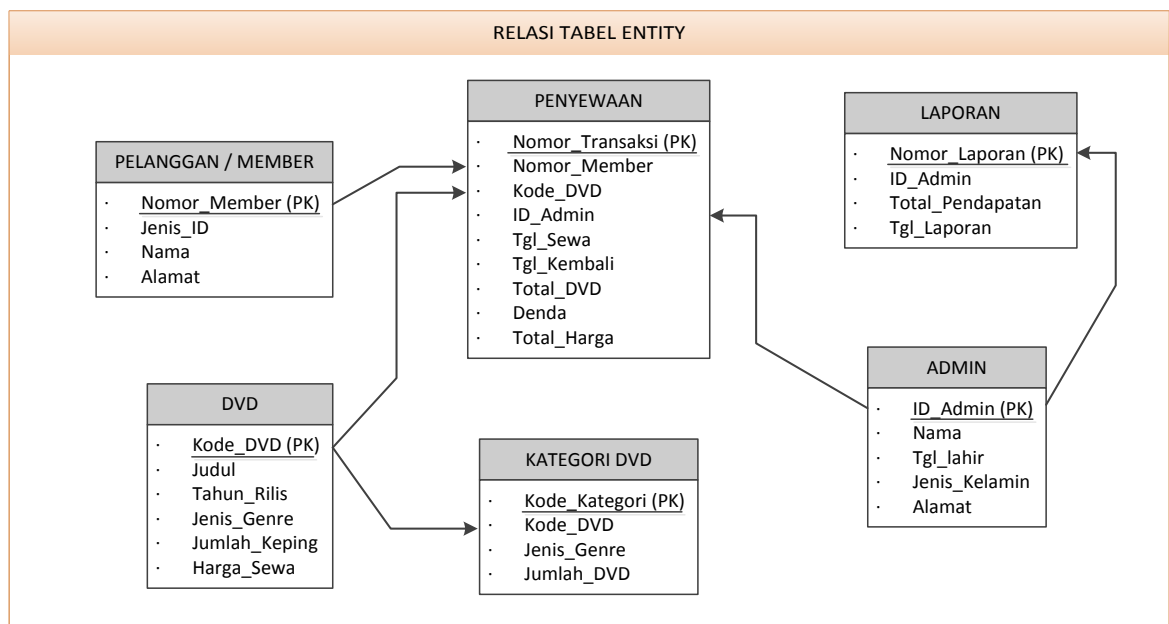 RELASI TABEL ENTITY
PELANGGAN / MEMBER
· Nomor_Member (PK)
· Jenis_ID
· Nama
· Alamat
PENYEWAAN
· Nomor_Transaksi (PK)
· Nomor_Member
· Kode_DVD
· ID_Admin
· Tgl_Sewa
· Tgl_Kembali
· Total_DVD
· Denda
· Total_Harga
LAPORAN
· Nomor_Laporan (PK)
· ID_Admin
· Total_Pendapatan
· Tgl_Laporan
DVD
· Kode_DVD (PK)
· Judul
· Tahun_Rilis
· Jenis_Genre
· Jumlah_Keping
· Harga_Sewa
KATEGORI DVD
· Kode_Kategori (PK)
· Kode_DVD
· Jenis_Genre
· Jumlah_DVD
ADMIN
· ID_Admin (PK)
· Nama
· Tgl_lahir
· Jenis_Kelamin
· Alamat